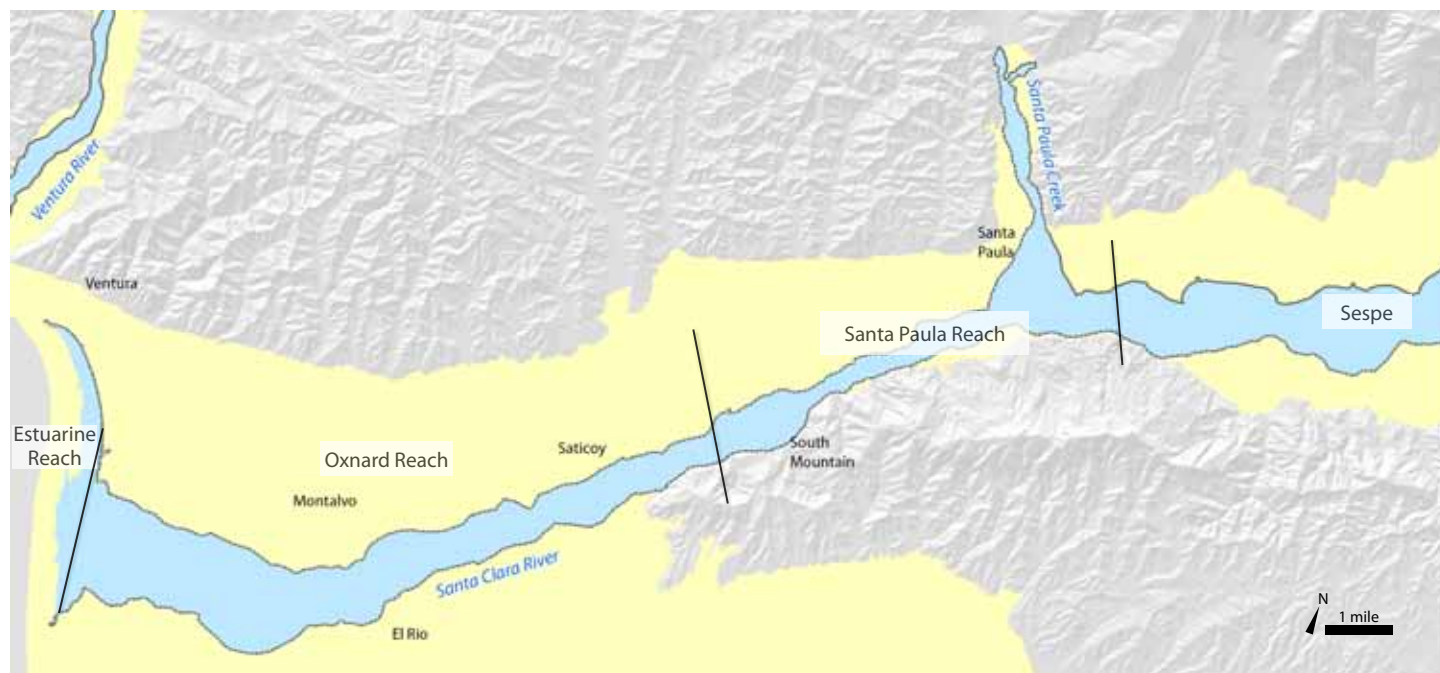 Ventura River
Santa Paula Creek
Santa
Paula
Ventura
Sespe
Santa Paula Reach
Estuarine
Reach
Oxnard Reach
Saticoy
South
Mountain
Montalvo
Santa Clara River
El Rio
N
1 mile